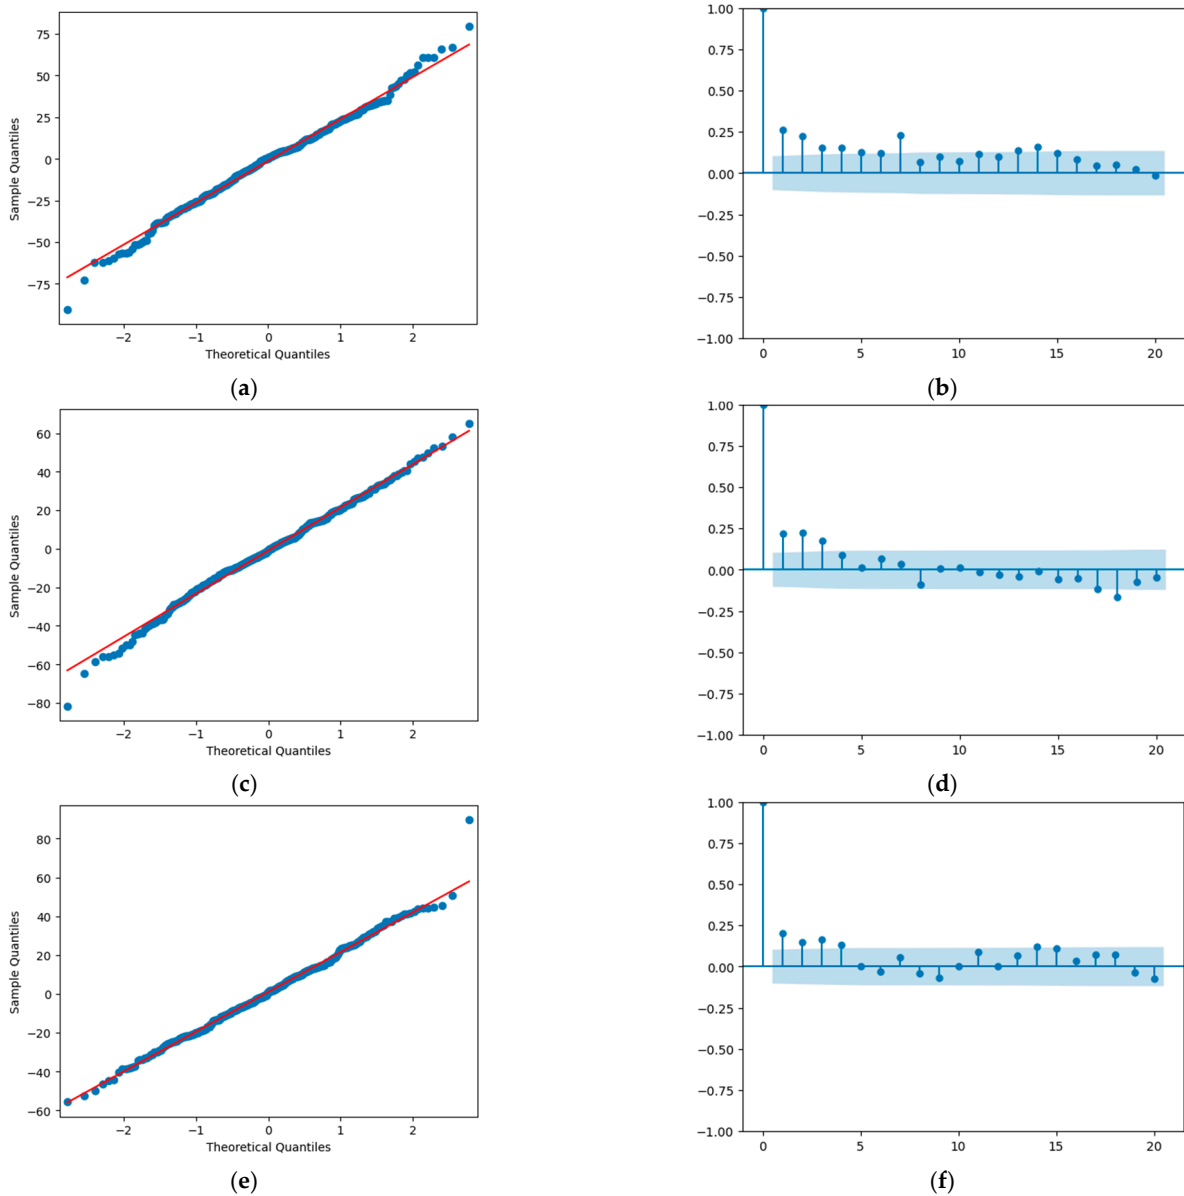 75
50
25
0
−25
−50
−75
Sample Quantiles
−2 −1 0 1 2
Theoretical Quantiles
(a)
1.00
0.75
0.50
0.25
0.00
−0.25
−0.50
−0.75
−1.00
0 5 10 15 20
(b)
60
40
20
0
−20
−40
−60
−80
Sample Quantiles
−2 −1 0 1 2
Theoretical Quantiles
(c)
1.00
0.75
0.50
0.25
0.00
−0.25
−0.50
−0.75
−1.00
0 5 10 15 20
(d)
80
60
40
20
0
−20
−40
−60
Sample Quantiles
−2 −1 0 1 2
Theoretical Quantiles
(e)
1.00
0.75
0.50
0.25
0.00
−0.25
−0.50
−0.75
−1.00
0 5 10 15 20
(f)